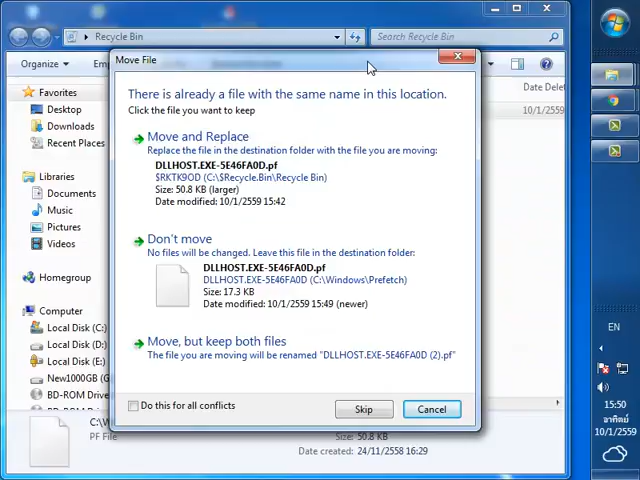 Recycle Bin
Search Recycle Bin
Organize
Move File
There is already a file with the same name in this location.
Click the file you want to keep
Move and Replace
Replace the file in the destination folder with the file you are moving:
DLLHOST.EXE-5E46FA0D.pf
$RKTK9OD (C:\$Recycle.Bin\Recycle Bin)
Size: 50.8 KB (larger)
Date modified: 10/1/2559 15:42
Don't move
No files will be changed. Leave this file in the destination folder:
DLLHOST.EXE-5E46FA0D.pf
DLLHOST.EXE-5E46FA0D (C:\Windows\Prefetch)
Size: 17.3 KB
Date modified: 10/1/2559 15:49 (newer)
Move, but keep both files
The file you are moving will be renamed "DLLHOST.EXE-5E46FA0D (2).pf"
Do this for all conflicts
Skip
Cancel
Favorites
Desktop
Downloads
Recent Places
Libraries
Documents
Music
Pictures
Videos
Homegroup
Computer
Local Disk (C:)
Local Disk (D:)
Local Disk (E:)
New1000GB (
BD-ROM Drive
BD-ROM Drive
Date Delet
10/1/2559
C:\W
PF File
Size: 50.8 KB
Date created: 24/11/2558 16:29
EN
15:50
อาทิตย์
10/1/2559